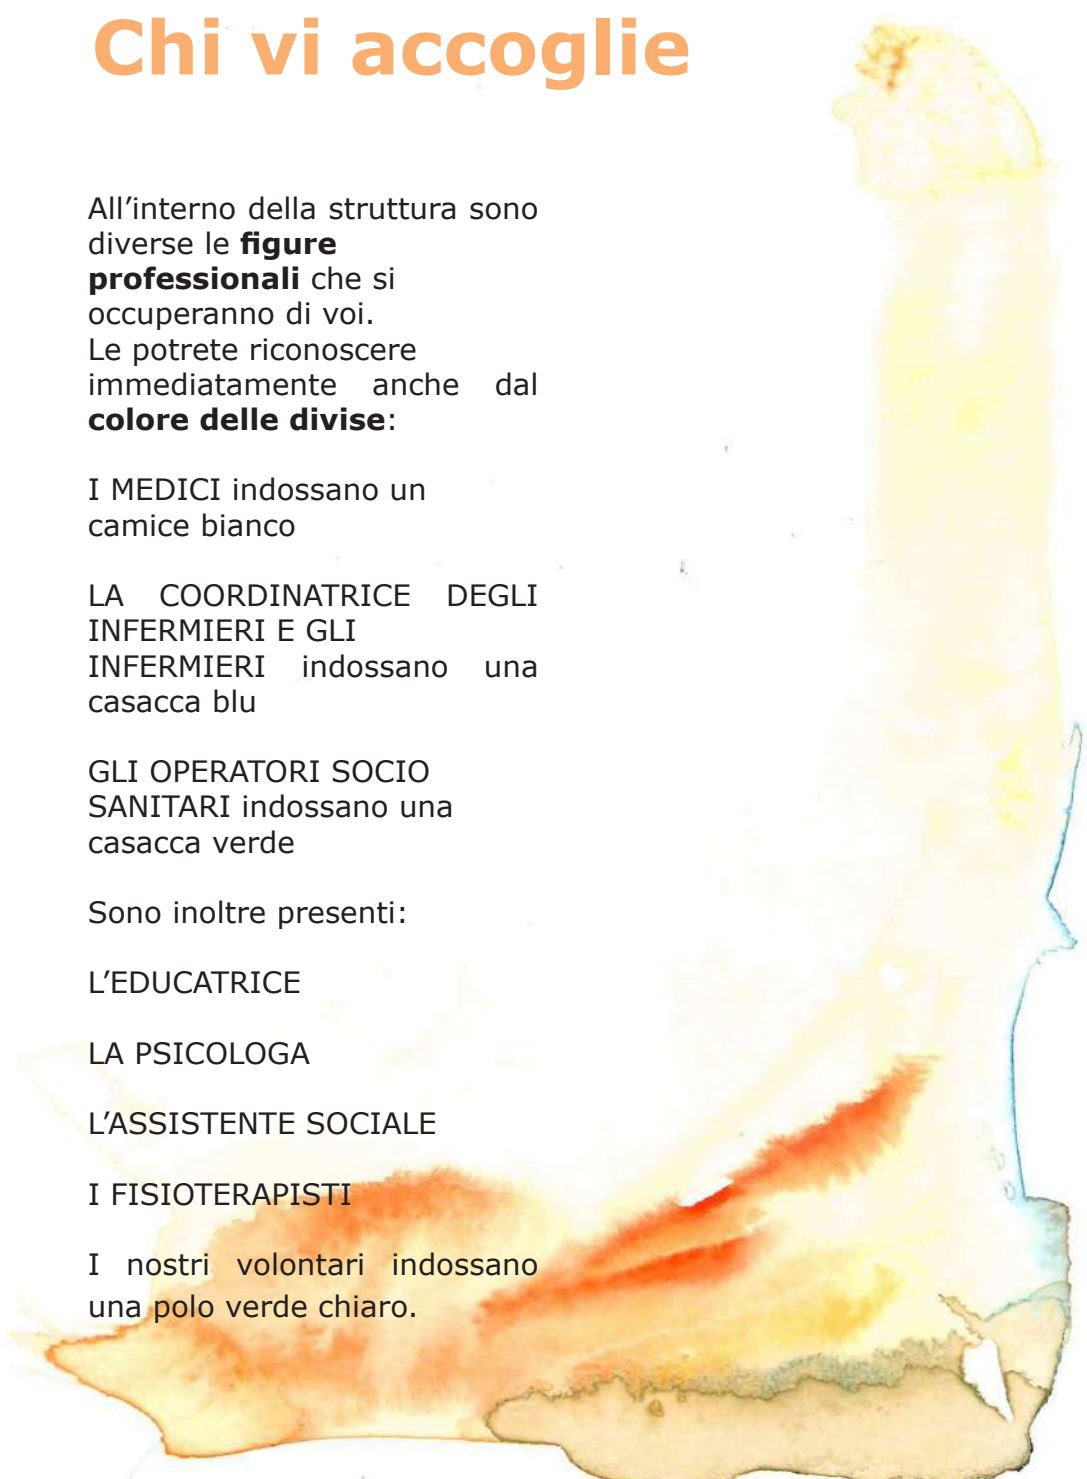 Chi vi accoglie
All’interno della struttura sono
diverse le figure
professionali che si
occuperanno di voi.
Le potrete riconoscere
immediatamente anche dal
colore delle divise:
I MEDICI indossano un
camice bianco
LA COORDINATRICE DEGLI
INFERMIERI E GLI
INFERMIERI indossano una
casacca blu
GLI OPERATORI SOCIO
SANITARI indossano una
casacca verde
Sono inoltre presenti:
L’EDUCATRICE
LA PSICOLOGA
L’ASSISTENTE SOCIALE
I FISIOTERAPISTI
I nostri volontari indossano
una polo verde chiaro.